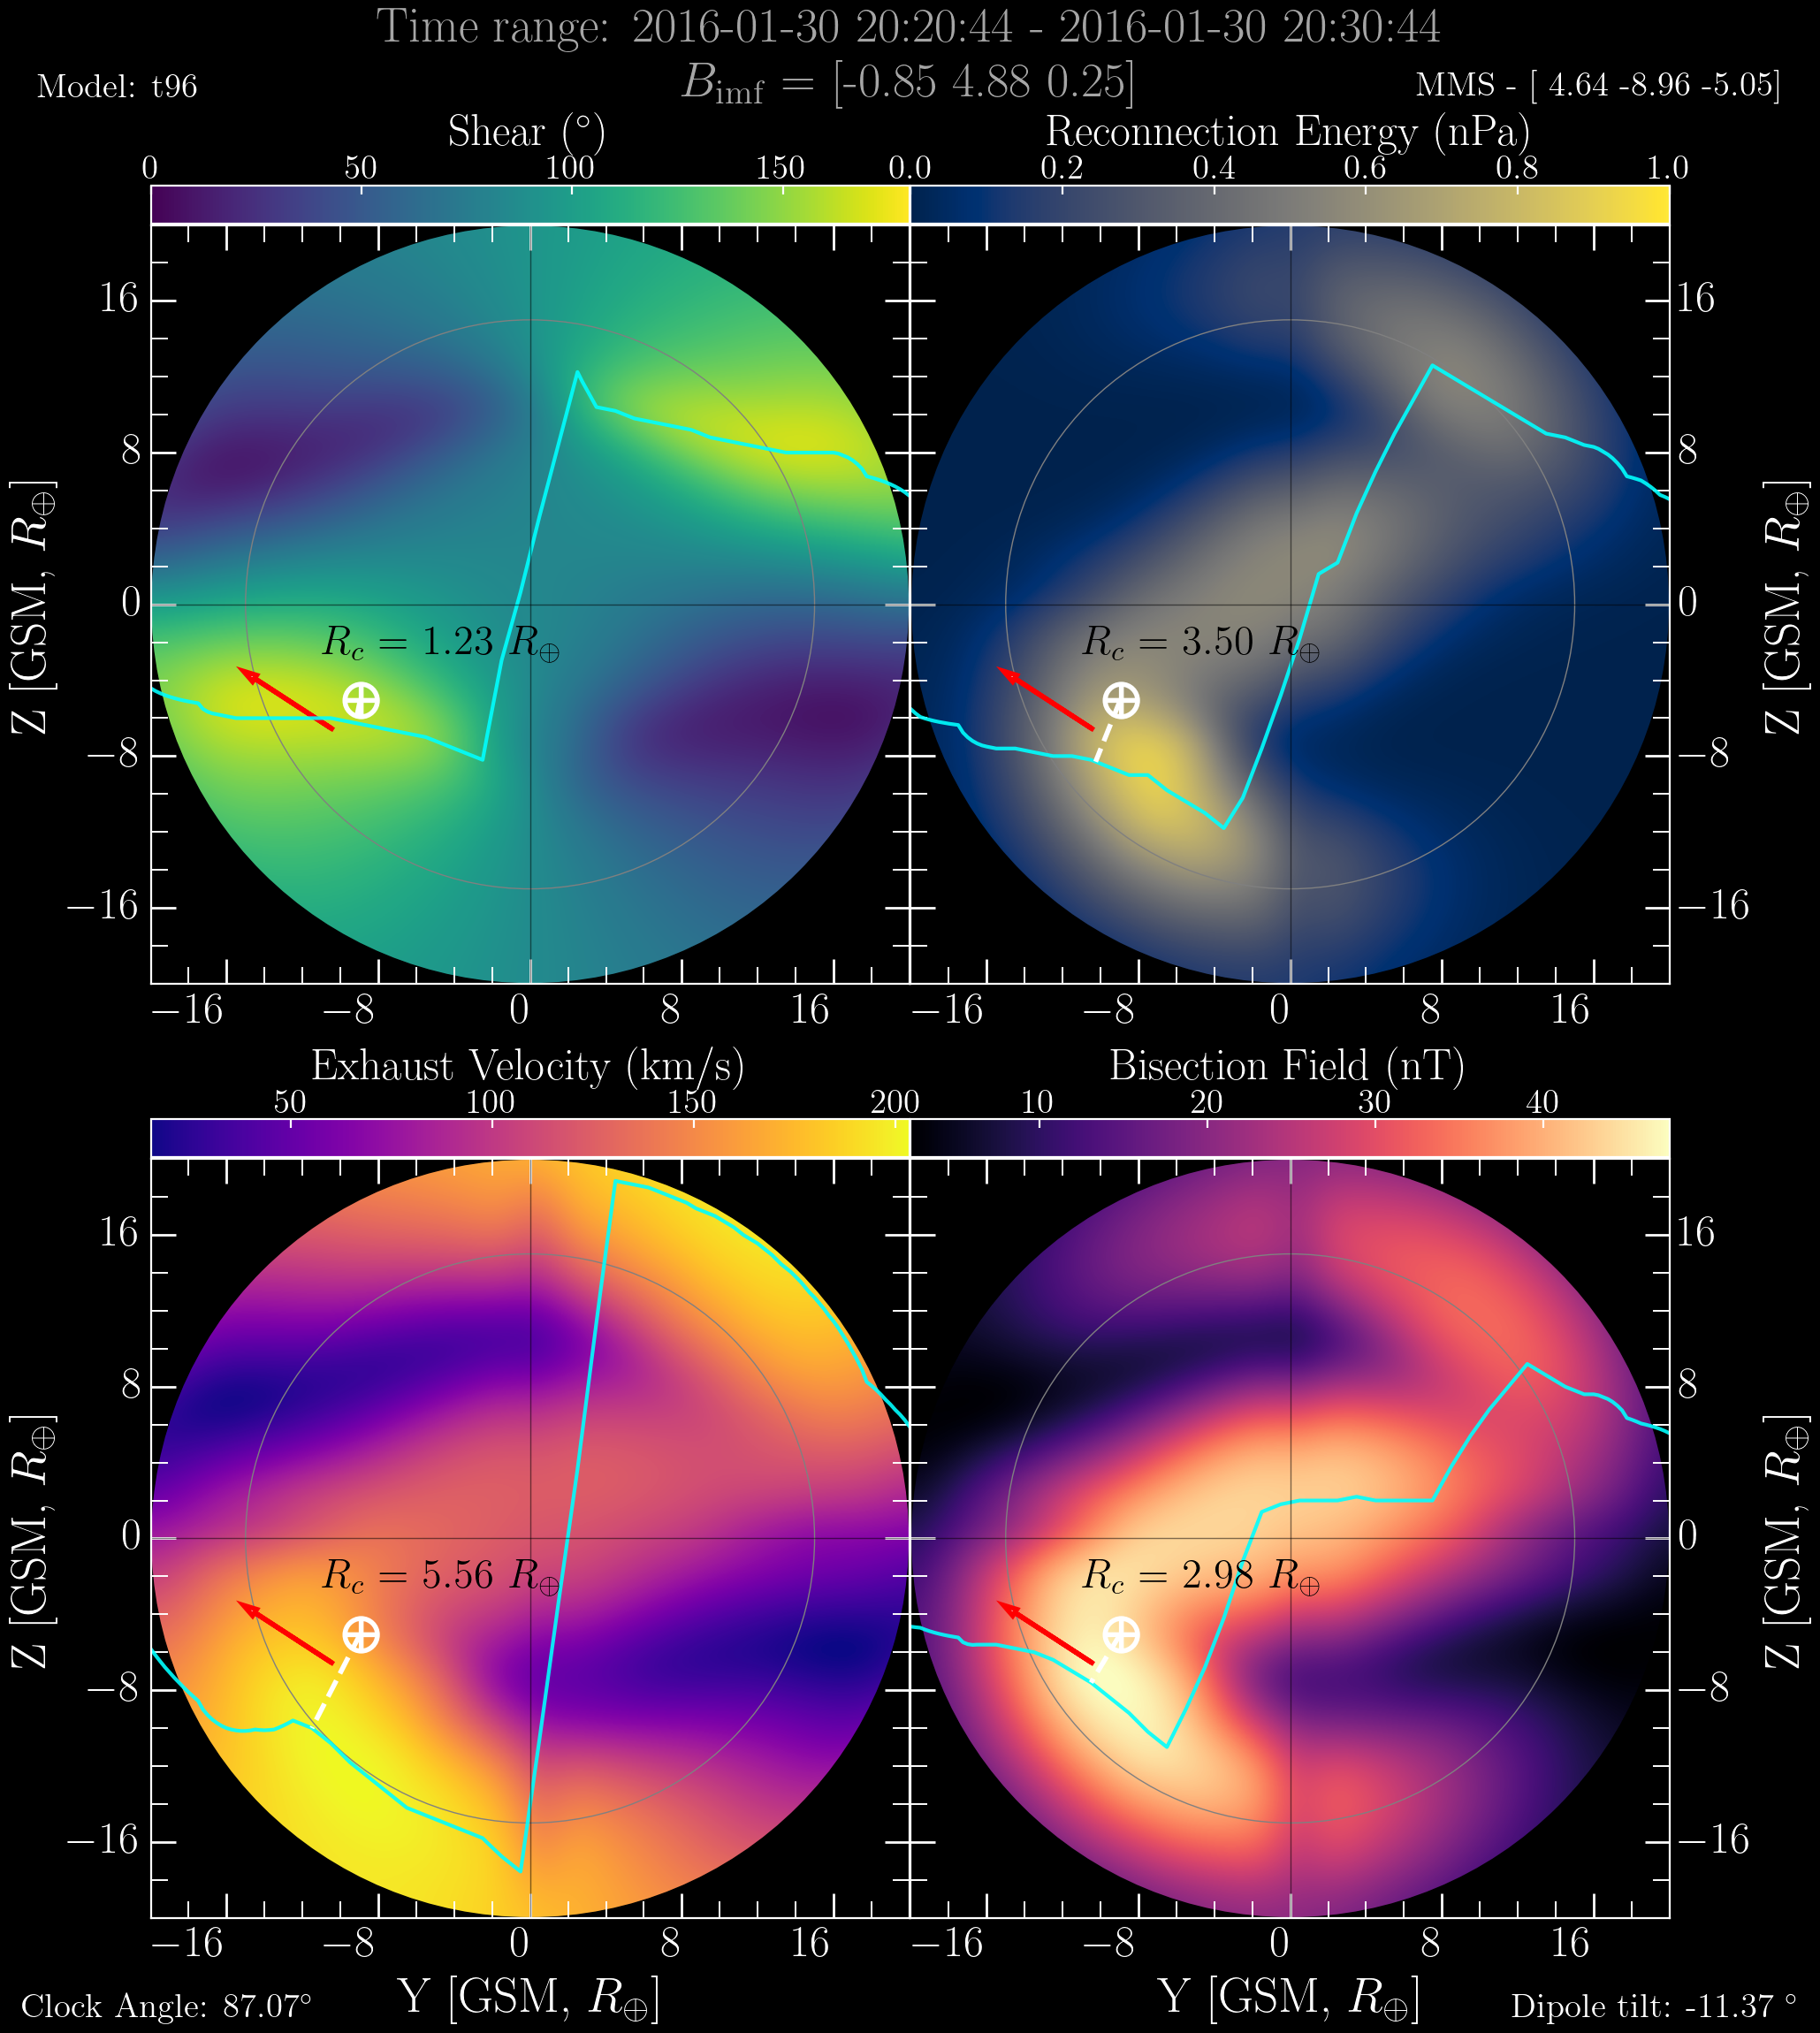 Time range: 2016-01-30 20:20:44 - 2016-01-30 20:30:44
Model: t96
B_imf = [-0.85 4.88 0.25]
MMS - [ 4.64 -8.96 -5.05]
Shear (°)
Reconnection Energy (nPa)
0 50 100 150
0.0 0.2 0.4 0.6 0.8 1.0
16 8 0 −8 −16
Z [GSM, R⊕]
R_c = 1.23 R⊕
R_c = 3.50 R⊕
16 8 0 −8 −16
Z [GSM, R⊕]
−16 −8 0 8 16
−16 −8 0 8 16
Exhaust Velocity (km/s)
Bisection Field (nT)
50 100 150 200
10 20 30 40
16 8 0 −8 −16
Z [GSM, R⊕]
R_c = 5.56 R⊕
R_c = 2.98 R⊕
16 8 0 −8 −16
Z [GSM, R⊕]
−16 −8 0 8 16
−16 −8 0 8 16
Y [GSM, R⊕]
Y [GSM, R⊕]
Clock Angle: 87.07°
Dipole tilt: -11.37 °